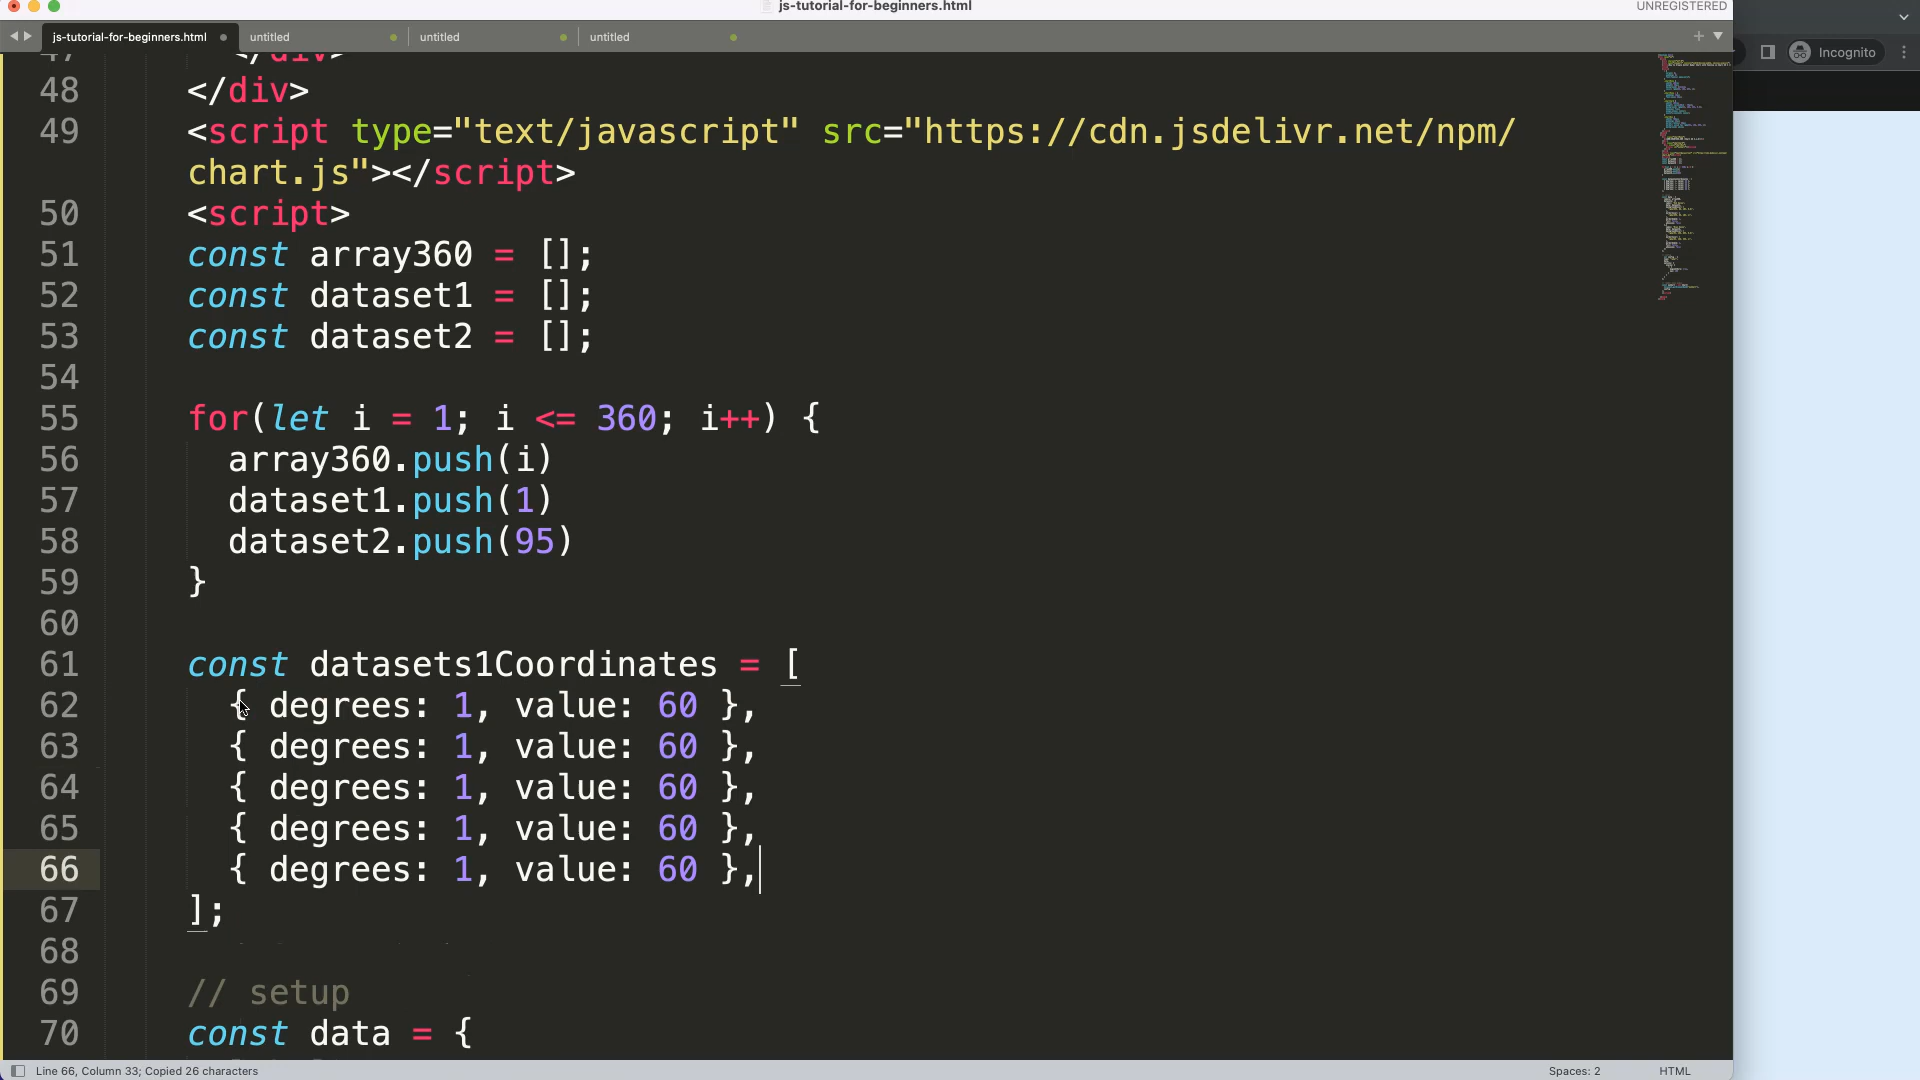 js-tutorial-for-beginners.html
UNREGISTERED
js-tutorial-for-beginners.html
untitled
untitled
untitled
Incognito
47 </div>
48 </div>
49 <script type="text/javascript" src="https://cdn.jsdelivr.net/npm/
chart.js"></script>
50 <script>
51 const array360 = [];
52 const dataset1 = [];
53 const dataset2 = [];
54
55 for(let i = 1; i <= 360; i++) {
56 array360.push(i)
57 dataset1.push(1)
58 dataset2.push(95)
59 }
60
61 const datasets1Coordinates = [
62 { degrees: 1, value: 60 },
63 { degrees: 1, value: 60 },
64 { degrees: 1, value: 60 },
65 { degrees: 1, value: 60 },
66 { degrees: 1, value: 60 },
67 ];
68
69 // setup
70 const data = {
Line 66, Column 33; Copied 26 characters
Spaces: 2
HTML